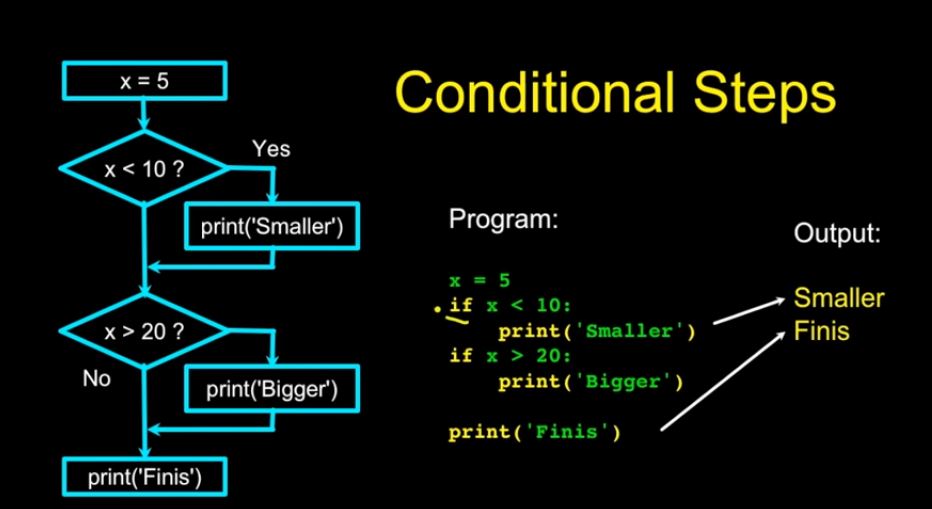 Conditional Steps
x = 5
x < 10 ?
Yes
print('Smaller')
x > 20 ?
No
print('Bigger')
print('Finis')
Program:
x = 5
if x < 10:
    print('Smaller')
if x > 20:
    print('Bigger')
print('Finis')
Output:
Smaller
Finis